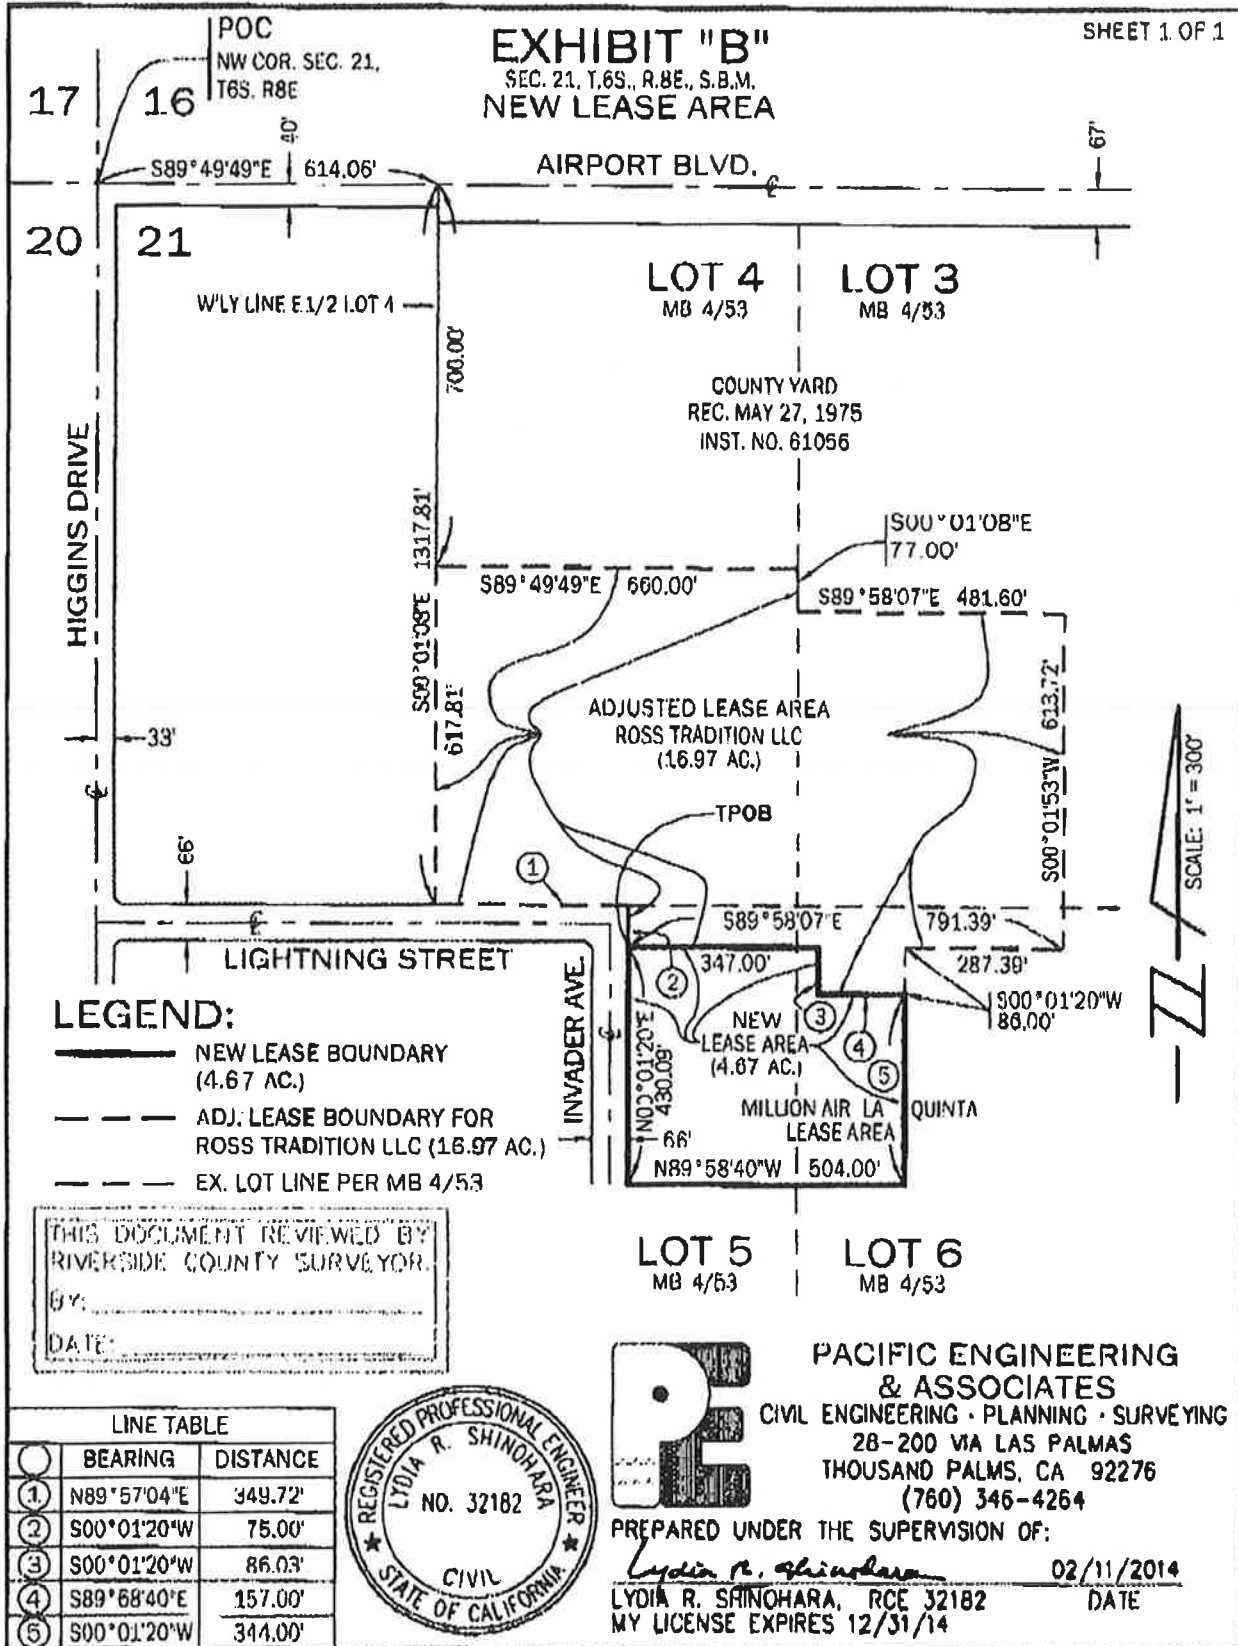 POC
NW COR. SEC. 21,
T6S. R8E
EXHIBIT "B"
SEC. 21, T.6S., R.8E., S.B.M.
NEW LEASE AREA
SHEET 1 OF 1
17
16
20
21
40'
67'
S89°49'49"E 614.06'
AIRPORT BLVD.
LOT 4
MB 4/53
LOT 3
MB 4/53
W'LY LINE E.1/2 LOT 4
700.00'
COUNTY YARD
REC. MAY 27, 1975
INST. NO. 61056
HIGGINS DRIVE
S00°01'08"E 1317.81'
S00°01'08"E
77.00'
S89°49'49"E 660.00'
S89°58'07"E 481.60'
617.81'
ADJUSTED LEASE AREA
ROSS TRADITION LLC
(16.97 AC.)
S00°01'53"W 613.72'
33'
SCALE: 1" = 300'
TPOB
66'
1
S89°58'07"E 791.39'
LIGHTNING STREET
347.00'
287.39'
2
S00°01'20"W
86.00'
3
4
5
NEW
LEASE AREA
(4.67 AC.)
N00°01'20"E
430.09'
INVADER AVE.
MILLION AIR LA QUINTA
LEASE AREA
66'
N89°58'40"W 504.00'
LEGEND:
NEW LEASE BOUNDARY
(4.67 AC.)
ADJ. LEASE BOUNDARY FOR
ROSS TRADITION LLC (16.97 AC.)
EX. LOT LINE PER MB 4/53
THIS DOCUMENT REVIEWED BY
RIVERSIDE COUNTY SURVEYOR.
BY:
DATE:
LOT 5
MB 4/53
LOT 6
MB 4/53
LINE TABLE
BEARING DISTANCE
1 N89°57'04"E 349.72'
2 S00°01'20"W 75.00'
3 S00°01'20"W 86.03'
4 S89°58'40"E 157.00'
5 S00°01'20"W 344.00'
REGISTERED PROFESSIONAL ENGINEER
LYDIA R. SHINOHARA
NO. 32182
CIVIL
STATE OF CALIFORNIA
PE
PACIFIC ENGINEERING
& ASSOCIATES
CIVIL ENGINEERING · PLANNING · SURVEYING
28-200 VIA LAS PALMAS
THOUSAND PALMS, CA 92276
(760) 346-4264
PREPARED UNDER THE SUPERVISION OF:
Lydia R. Shinohara 02/11/2014
LYDIA R. SHINOHARA, RCE 32182 DATE
MY LICENSE EXPIRES 12/31/14